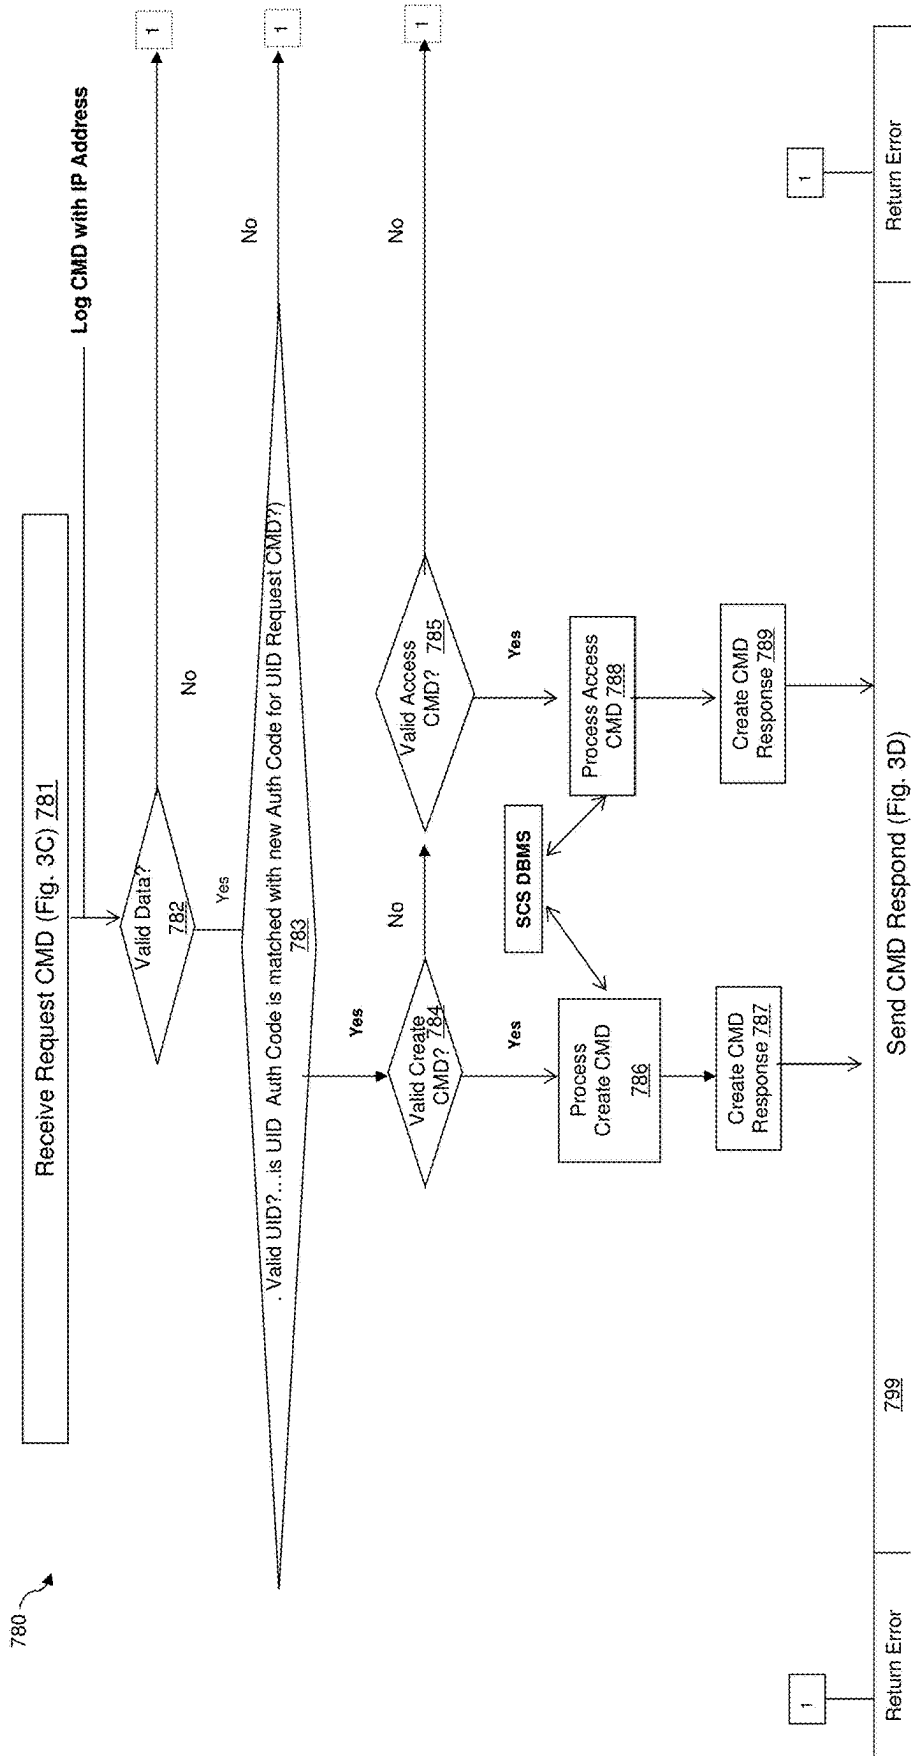 780
Receive Request CMD (Fig. 3C) 781
Log CMD with IP Address
Valid Data?
782
No
1
Yes
. Valid UID?...is UID Auth Code is matched with new Auth Code for UID Request CMD?)
783
No
1
Yes
Valid Create
CMD? 784
No
Valid Access
CMD? 785
No
1
Yes
Yes
SCS DBMS
Process
Create CMD
786
Process Access
CMD 788
Create CMD
Response 787
Create CMD
Response 789
1
1
Return Error
799
Send CMD Respond (Fig. 3D)
Return Error